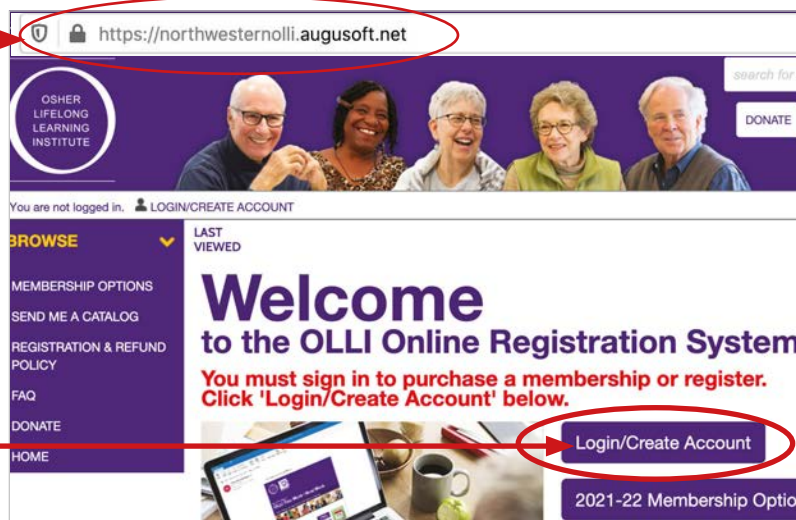 https://northwesternolli.augusoft.net
OSHER
LIFELONG
LEARNING
INSTITUTE
search for
DONATE
You are not logged in. LOGIN/CREATE ACCOUNT
BROWSE
MEMBERSHIP OPTIONS
SEND ME A CATALOG
REGISTRATION & REFUND
POLICY
FAQ
DONATE
HOME
LAST
VIEWED
Welcome
to the OLLI Online Registration System
You must sign in to purchase a membership or register.
Click 'Login/Create Account' below.
Login/Create Account
2021-22 Membership Optio